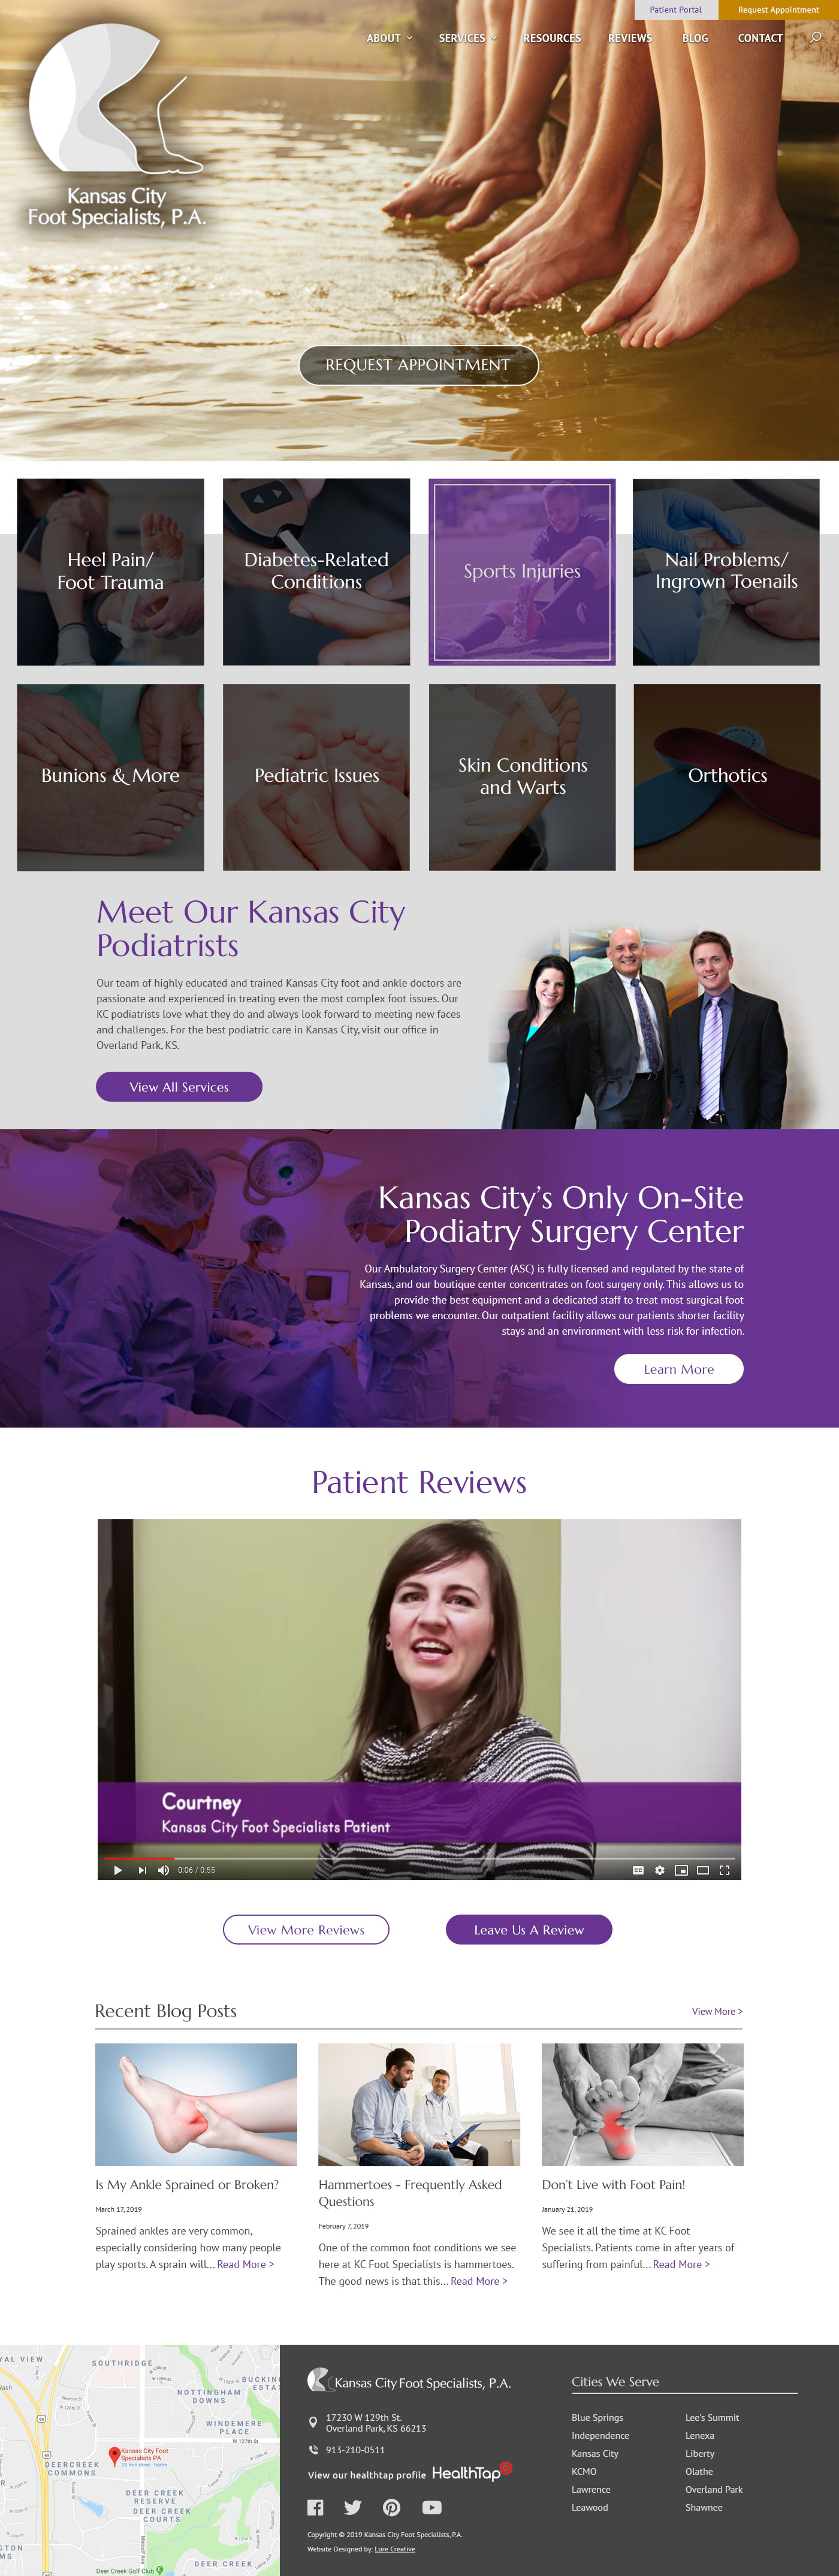 Patient Portal
Request Appointment
ABOUT
SERVICES
RESOURCES
REVIEWS
BLOG
CONTACT
Kansas City
Foot Specialists, P.A.
REQUEST APPOINTMENT
Heel Pain/
Foot Trauma
Diabetes-Related
Conditions
Sports Injuries
Nail Problems/
Ingrown Toenails
Bunions & More
Pediatric Issues
Skin Conditions
and Warts
Orthotics
Meet Our Kansas City
Podiatrists
Our team of highly educated and trained Kansas City foot and ankle doctors are
passionate and experienced in treating even the most complex foot issues. Our
KC podiatrists love what they do and always look forward to meeting new faces
and challenges. For the best podiatric care in Kansas City, visit our office in
Overland Park, KS.
View All Services
Kansas City’s Only On-Site
Podiatry Surgery Center
Our Ambulatory Surgery Center (ASC) is fully licensed and regulated by the state of
Kansas, and our boutique center concentrates on foot surgery only. This allows us to
provide the best equipment and a dedicated staff to treat most surgical foot
problems we encounter. Our outpatient facility allows our patients shorter facility
stays and an environment with less risk for infection.
Learn More
Patient Reviews
Courtney
Kansas City Foot Specialists Patient
0:06 / 0:55
CC
View More Reviews
Leave Us A Review
Recent Blog Posts
View More >
Is My Ankle Sprained or Broken?
March 17, 2019
Sprained ankles are very common,
especially considering how many people
play sports. A sprain will... Read More >
Hammertoes - Frequently Asked
Questions
February 7, 2019
One of the common foot conditions we see
here at KC Foot Specialists is hammertoes.
The good news is that this... Read More >
Don’t Live with Foot Pain!
January 21, 2019
We see it all the time at KC Foot
Specialists. Patients come in after years of
suffering from painful... Read More >
YAL VIEW
SOUTHRIDGE
BUCKING
ESTA
NOTTINGHAM
DOWNS
WINDEMERE
PLACE
W 127th St
Kansas City Foot
Specialists PA
20 min drive - home
DEERCREEK
COMMONS
DEER CREEK
RESERVE
DEER CREEK
COURTS
DEER CREEK
Deer Creek Golf Club
Kansas City Foot Specialists, P.A.
17230 W 129th St.
Overland Park, KS 66213
913-210-0511
View our healthtap profile HealthTap
Copyright © 2019 Kansas City Foot Specialists, P.A.
Website Designed by: Lure Creative
Cities We Serve
Blue Springs
Independence
Kansas City
KCMO
Lawrence
Leawood
Lee's Summit
Lenexa
Liberty
Olathe
Overland Park
Shawnee